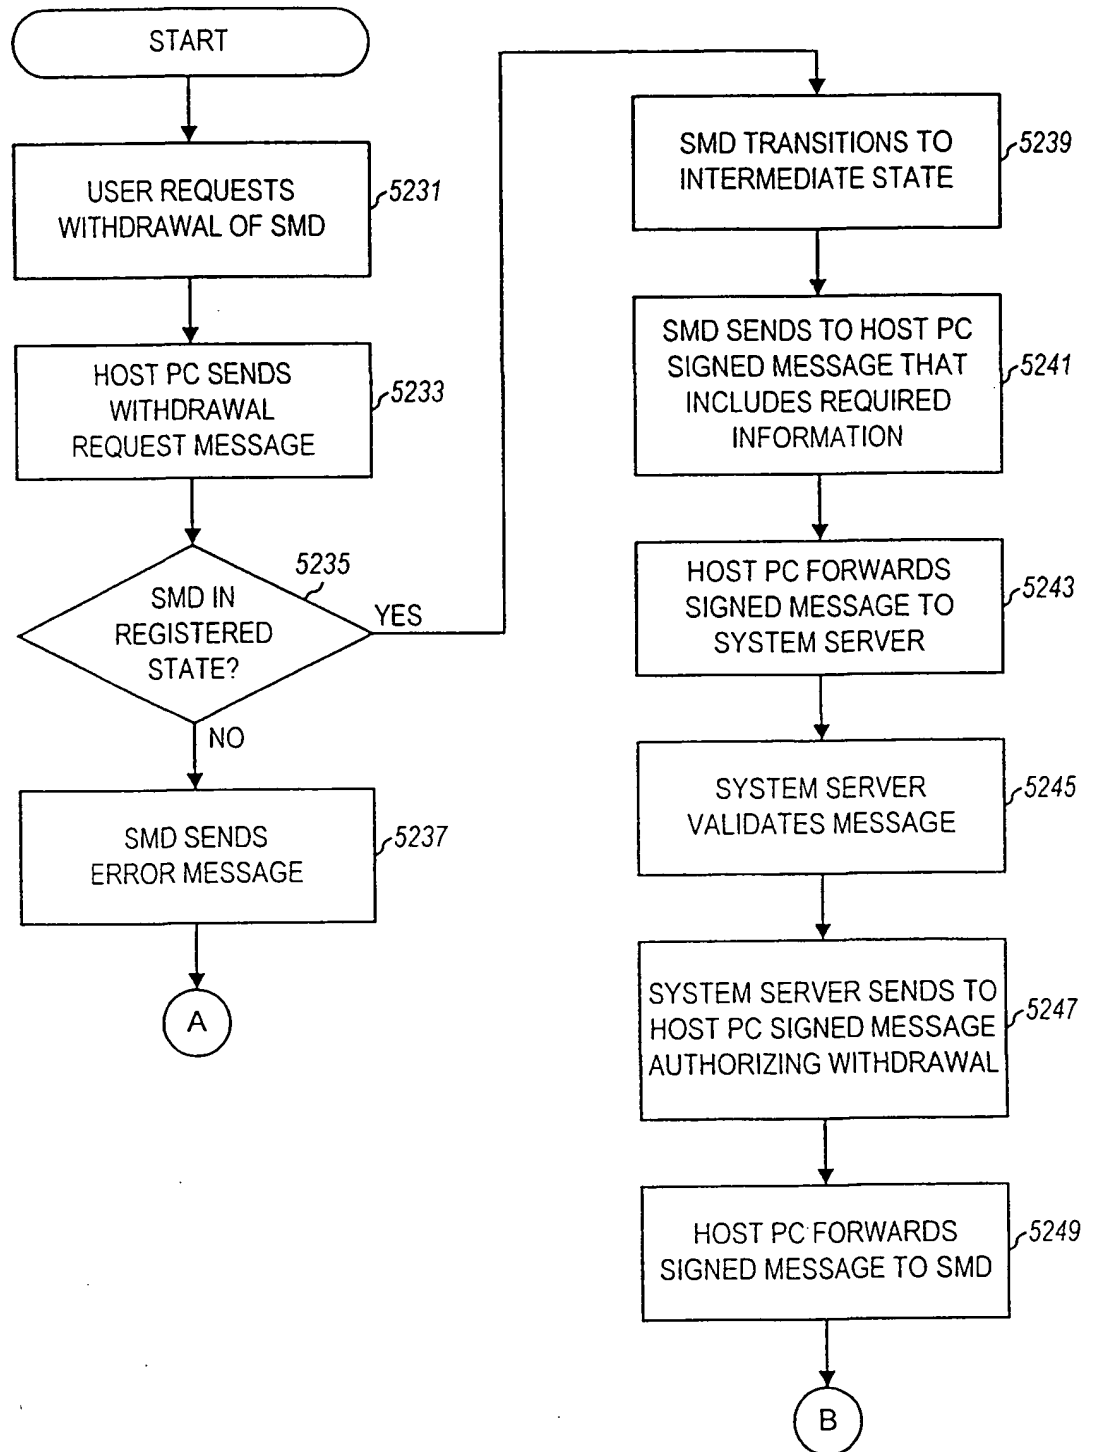 START
USER REQUESTS
WITHDRAWAL OF SMD
5231
HOST PC SENDS
WITHDRAWAL
REQUEST MESSAGE
5233
5235
SMD IN
REGISTERED
STATE?
YES
NO
SMD SENDS
ERROR MESSAGE
5237
A
SMD TRANSITIONS TO
INTERMEDIATE STATE
5239
SMD SENDS TO HOST PC
SIGNED MESSAGE THAT
INCLUDES REQUIRED
INFORMATION
5241
HOST PC FORWARDS
SIGNED MESSAGE TO
SYSTEM SERVER
5243
SYSTEM SERVER
VALIDATES MESSAGE
5245
SYSTEM SERVER SENDS TO
HOST PC SIGNED MESSAGE
AUTHORIZING WITHDRAWAL
5247
HOST PC FORWARDS
SIGNED MESSAGE TO SMD
5249
B